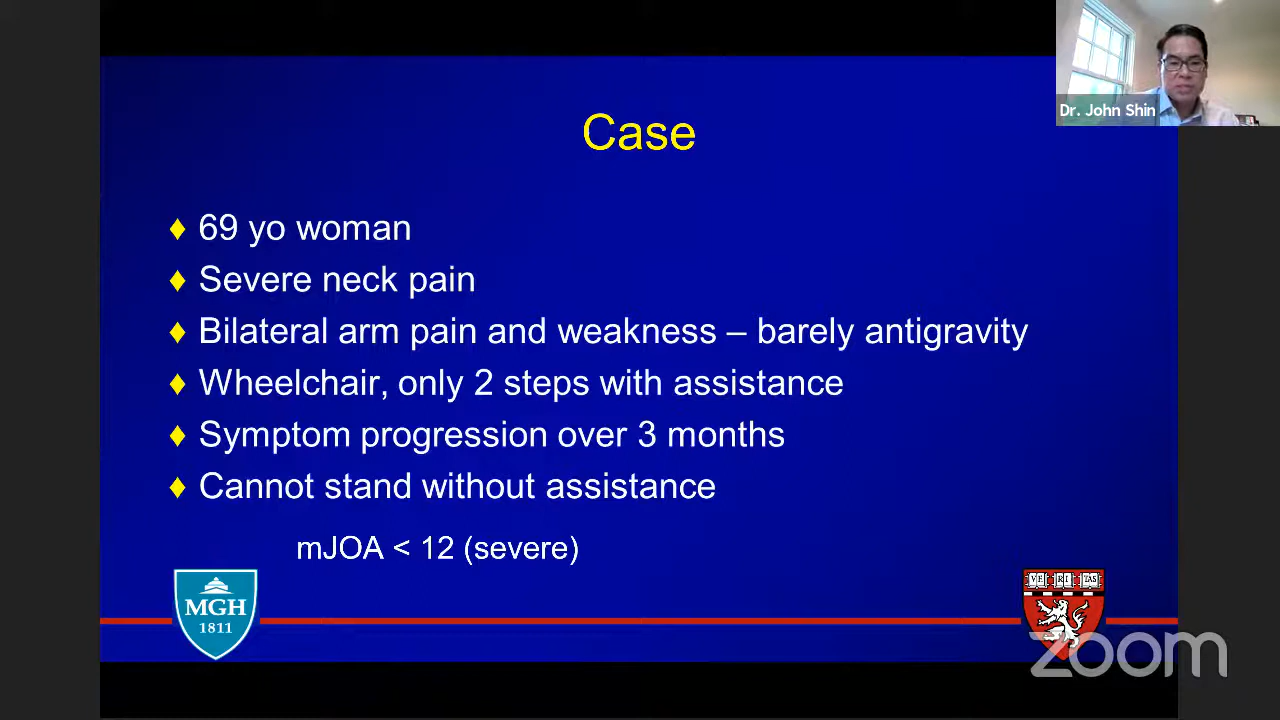 Dr. John Shin
Case
69 yo woman
Severe neck pain
Bilateral arm pain and weakness – barely antigravity
Wheelchair, only 2 steps with assistance
Symptom progression over 3 months
Cannot stand without assistance
mJOA < 12 (severe)
MGH
1811
VE RI TAS
zoom